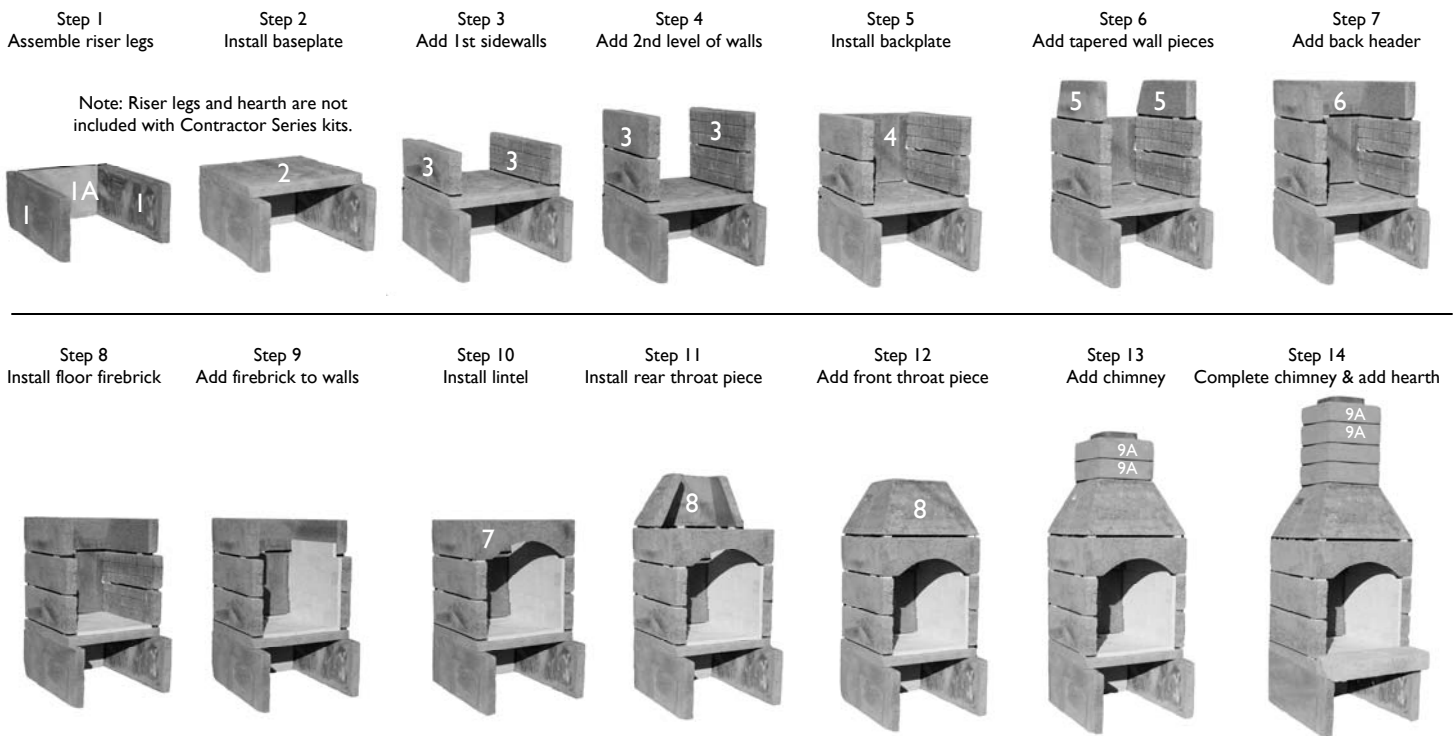 Step 1
Assemble riser legs
Step 2
Install baseplate
Step 3
Add 1st sidewalls
Step 4
Add 2nd level of walls
Step 5
Install backplate
Step 6
Add tapered wall pieces
Step 7
Add back header
Note: Riser legs and hearth are not
included with Contractor Series kits.
1
1A
1
2
3
3
3
3
4
5
5
6
Step 8
Install floor firebrick
Step 9
Add firebrick to walls
Step 10
Install lintel
Step 11
Install rear throat piece
Step 12
Add front throat piece
Step 13
Add chimney
Step 14
Complete chimney & add hearth
7
8
8
9A
9A
9A
9A